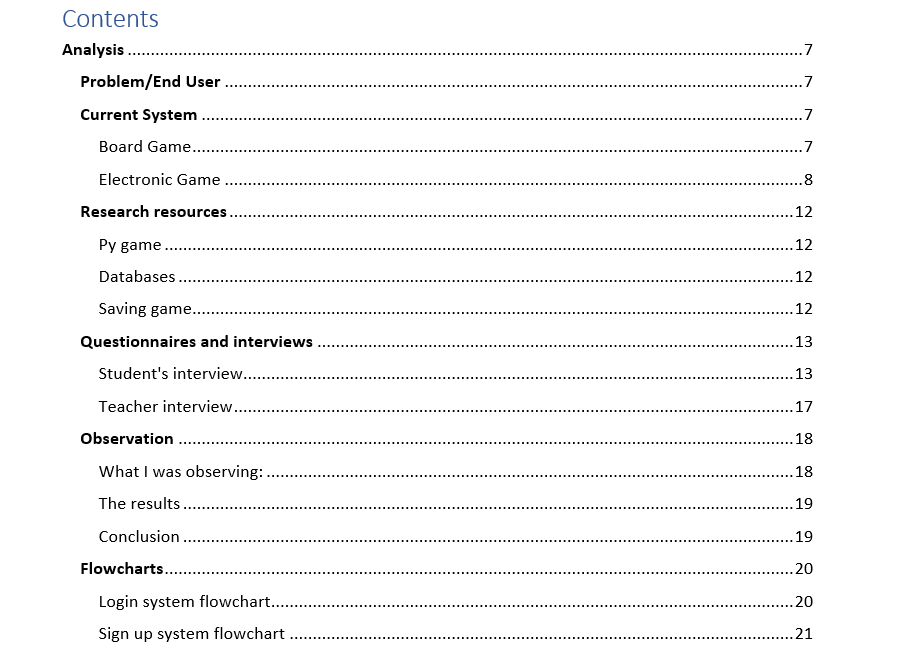 Contents
Analysis ........................................................................................................ 7
Problem/End User ........................................................................................ 7
Current System ............................................................................................ 7
Board Game................................................................................................. 7
Electronic Game .......................................................................................... 8
Research resources ...................................................................................... 12
Py game ....................................................................................................... 12
Databases .................................................................................................... 12
Saving game................................................................................................. 12
Questionnaires and interviews .................................................................... 13
Student's interview...................................................................................... 13
Teacher interview ........................................................................................ 17
Observation ................................................................................................. 18
What I was observing: ................................................................................. 18
The results ................................................................................................... 19
Conclusion ................................................................................................... 19
Flowcharts.................................................................................................... 20
Login system flowchart................................................................................ 20
Sign up system flowchart ............................................................................ 21